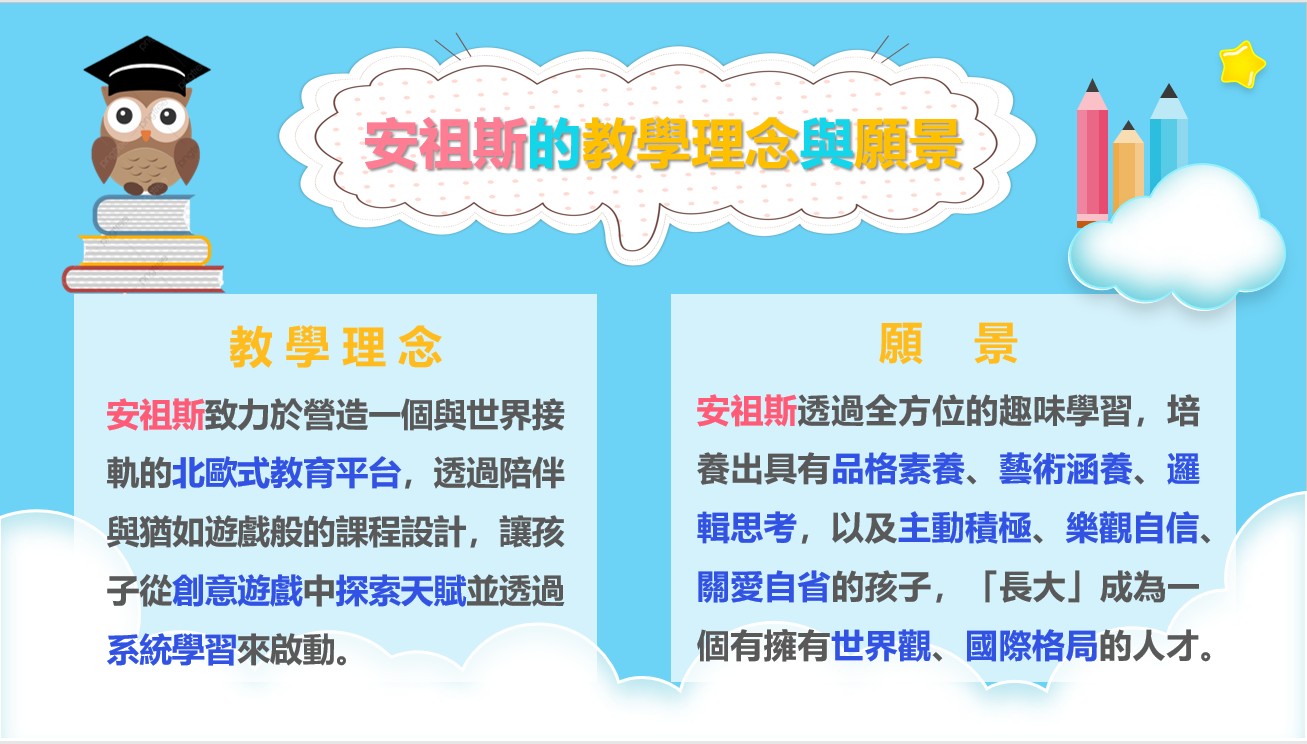 安祖斯的教學理念與願景
教學理念
安祖斯致力於營造一個與世界接
軌的北歐式教育平台，透過陪伴
與猶如遊戲般的課程設計，讓孩
子從創意遊戲中探索天賦並透過
系統學習來啟動。
願 景
安祖斯透過全方位的趣味學習，培
養出具有品格素養、藝術涵養、邏
輯思考，以及主動積極、樂觀自信、
關愛自省的孩子，「長大」成為一
個有擁有世界觀、國際格局的人才。